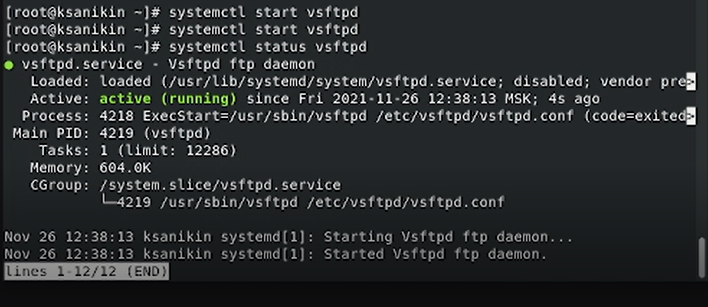 [root@ksanikin ~]# systemctl start vsftpd
[root@ksanikin ~]# systemctl start vsftpd
[root@ksanikin ~]# systemctl status vsftpd
● vsftpd.service - Vsftpd ftp daemon
   Loaded: loaded (/usr/lib/systemd/system/vsftpd.service; disabled; vendor pre>
   Active: active (running) since Fri 2021-11-26 12:38:13 MSK; 4s ago
  Process: 4218 ExecStart=/usr/sbin/vsftpd /etc/vsftpd/vsftpd.conf (code=exited>
 Main PID: 4219 (vsftpd)
    Tasks: 1 (limit: 12286)
   Memory: 604.0K
   CGroup: /system.slice/vsftpd.service
           └─4219 /usr/sbin/vsftpd /etc/vsftpd/vsftpd.conf
Nov 26 12:38:13 ksanikin systemd[1]: Starting Vsftpd ftp daemon...
Nov 26 12:38:13 ksanikin systemd[1]: Started Vsftpd ftp daemon.
lines 1-12/12 (END)